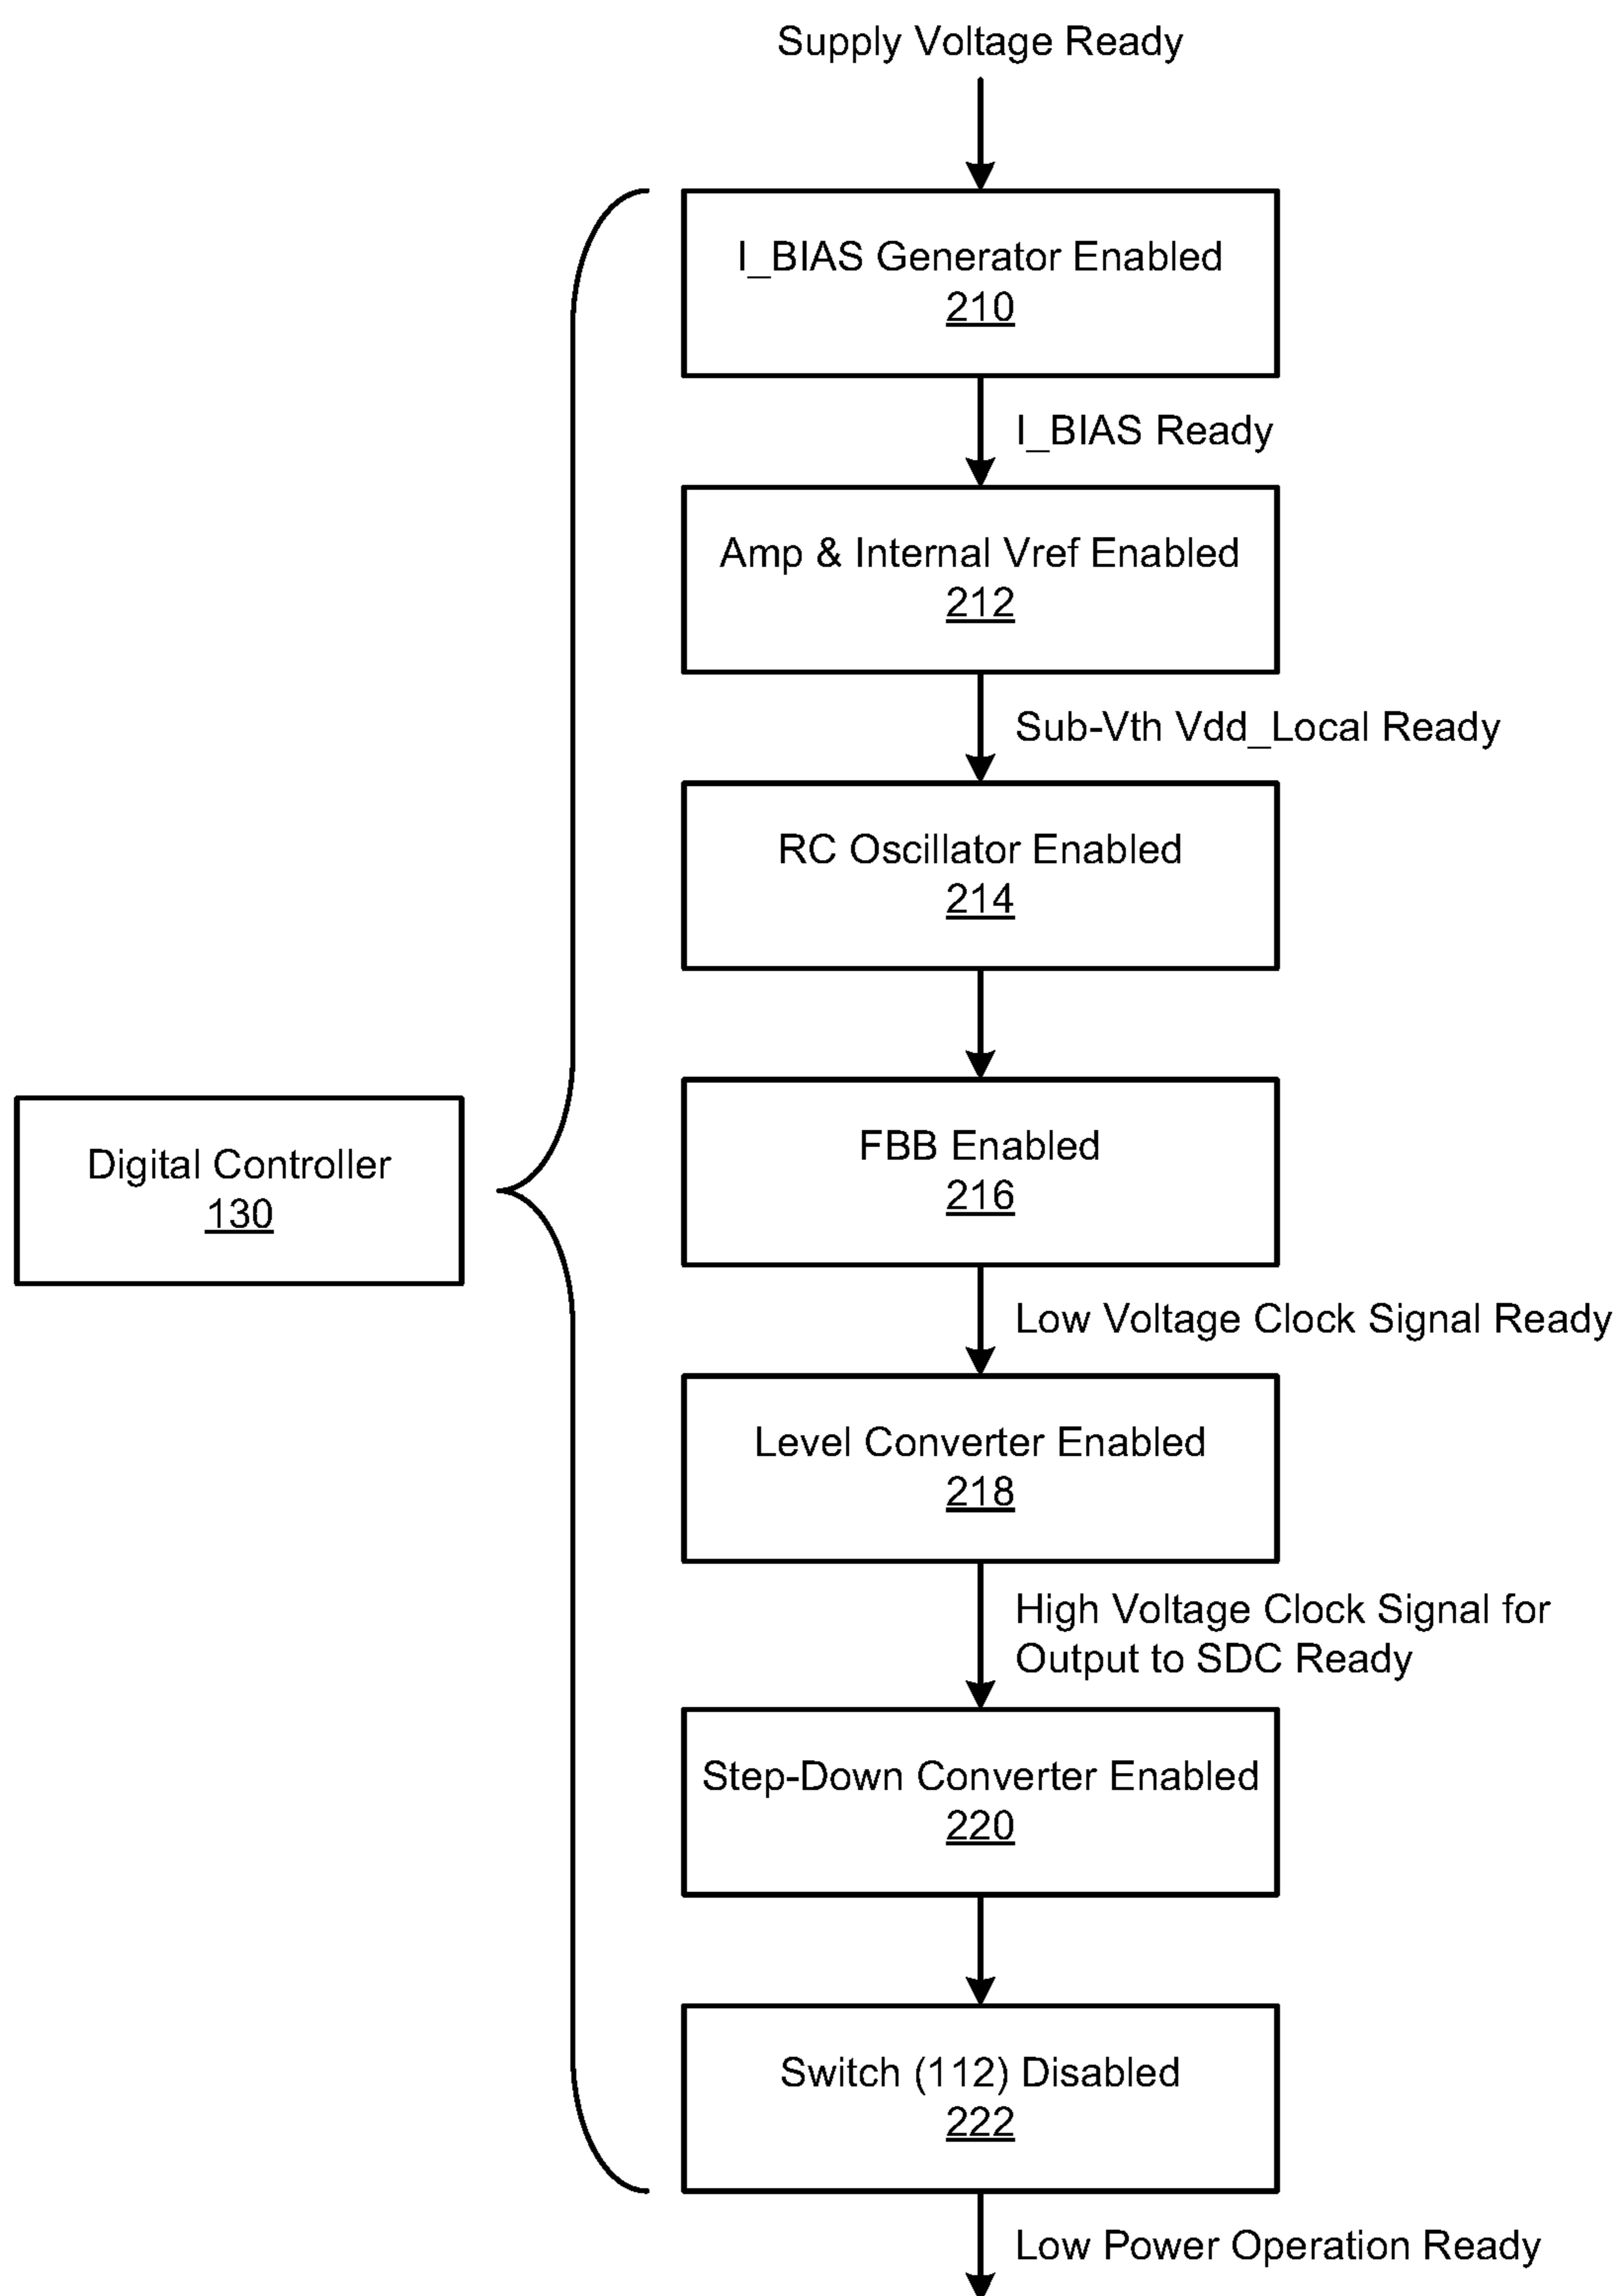 Supply Voltage Ready
I_BIAS Generator Enabled
210
I_BIAS Ready
Amp & Internal Vref Enabled
212
Sub-Vth Vdd_Local Ready
RC Oscillator Enabled
214
FBB Enabled
216
Digital Controller
130
Low Voltage Clock Signal Ready
Level Converter Enabled
218
High Voltage Clock Signal for
Output to SDC Ready
Step-Down Converter Enabled
220
Switch (112) Disabled
222
Low Power Operation Ready